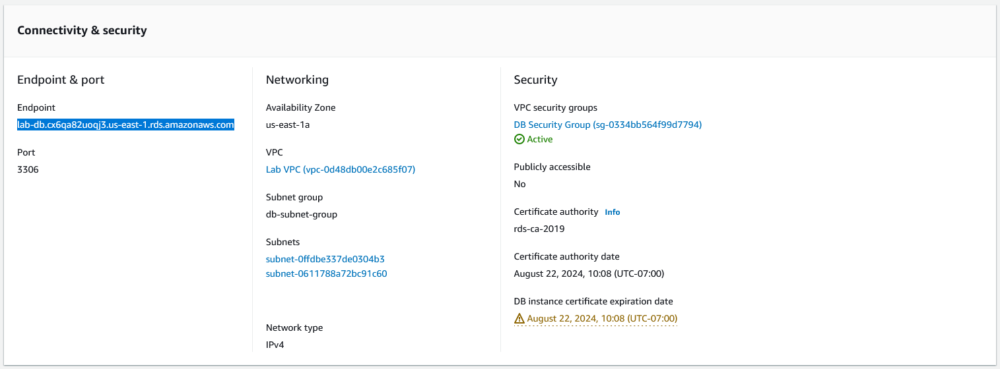 Connectivity & security
Endpoint & port
Endpoint
lab-db.cx6qa82uoqj3.us-east-1.rds.amazonaws.com
Port
3306
Networking
Availability Zone
us-east-1a
VPC
Lab VPC (vpc-0d48db00e2c685f07)
Subnet group
db-subnet-group
Subnets
subnet-0ffdbe337de0304b3
subnet-0611788a72bc91c60
Network type
IPv4
Security
VPC security groups
DB Security Group (sg-0334bb564f99d7794)
Active
Publicly accessible
No
Certificate authority Info
rds-ca-2019
Certificate authority date
August 22, 2024, 10:08 (UTC-07:00)
DB instance certificate expiration date
August 22, 2024, 10:08 (UTC-07:00)